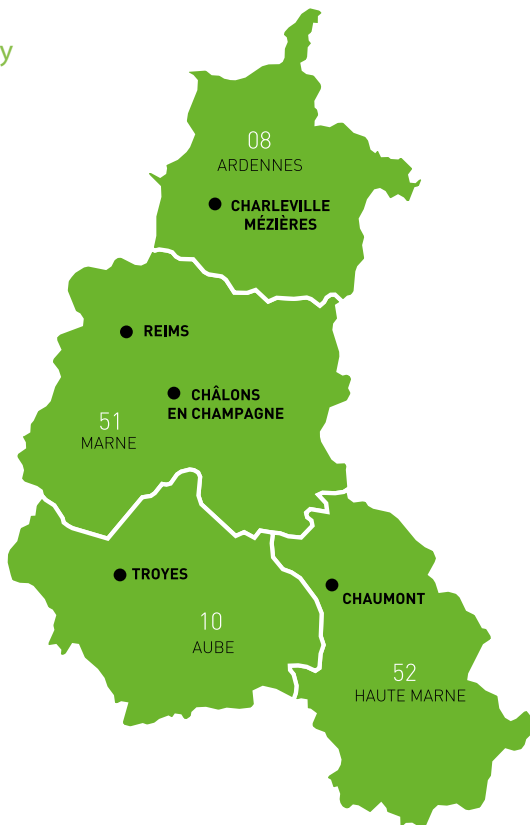 y
08
ARDENNES
CHARLEVILLE
MÉZIÈRES
REIMS
CHÂLONS
EN CHAMPAGNE
51
MARNE
TROYES
CHAUMONT
10
AUBE
52
HAUTE MARNE